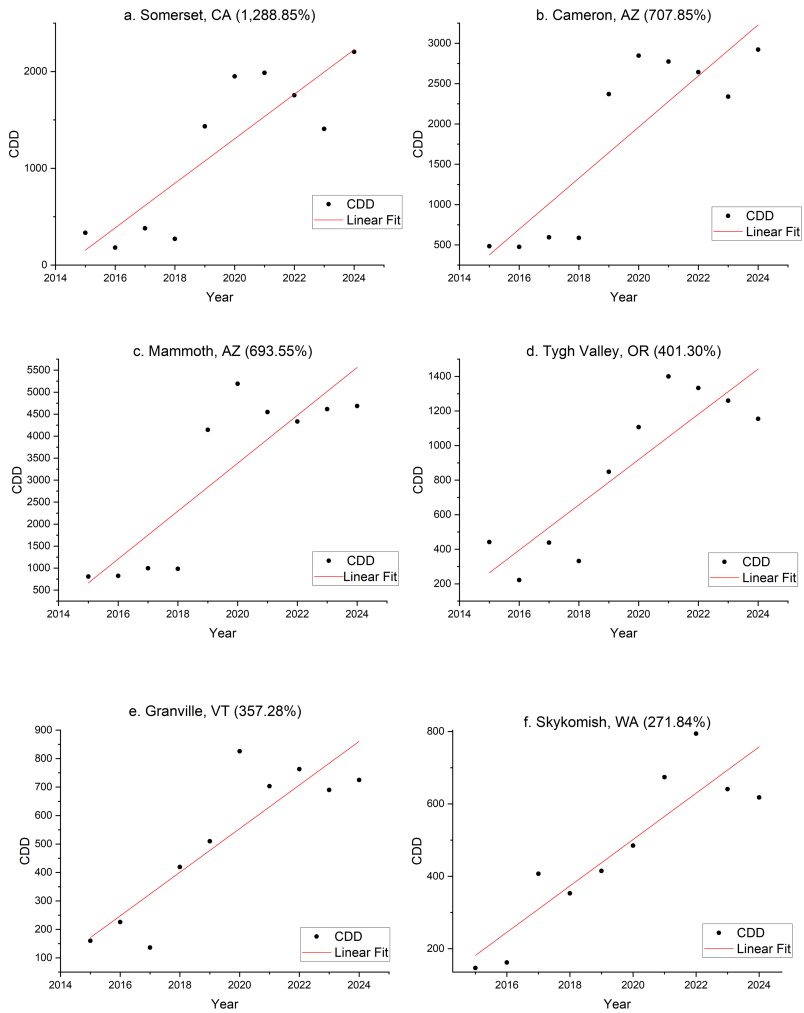 a. Somerset, CA (1,288.85%)
2000
1000
0
CDD
2014 2016 2018 2020 2022 2024
Year
CDD
Linear Fit
b. Cameron, AZ (707.85%)
3000
2500
2000
1500
1000
500
CDD
2014 2016 2018 2020 2022 2024
Year
CDD
Linear Fit
c. Mammoth, AZ (693.55%)
5500
5000
4500
4000
3500
3000
2500
2000
1500
1000
500
CDD
2014 2016 2018 2020 2022 2024
Year
CDD
Linear Fit
d. Tygh Valley, OR (401.30%)
1400
1200
1000
800
600
400
200
CDD
2014 2016 2018 2020 2022 2024
Year
CDD
Linear Fit
e. Granville, VT (357.28%)
900
800
700
600
500
400
300
200
100
CDD
2014 2016 2018 2020 2022 2024
Year
CDD
Linear Fit
f. Skykomish, WA (271.84%)
800
600
400
200
CDD
2016 2018 2020 2022 2024
Year
CDD
Linear Fit